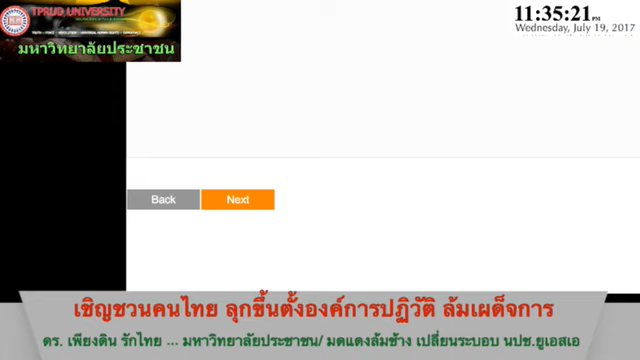 TPRUD UNIVERSITY
มหาวิทยาลัยประชาชน
11:35:21 PM
Wednesday, July 19, 2017
Back
Next
เชิญชวนคนไทย ลุกขึ้นตั้งองค์การปฏิวัติ ล้มเผด็จการ
ดร. เพียงดิน รักไทย ... มหาวิทยาลัยประชาชน/ มดแดงล้มช้าง เปลี่ยนระบอบ นปช.ยูเอสเอ